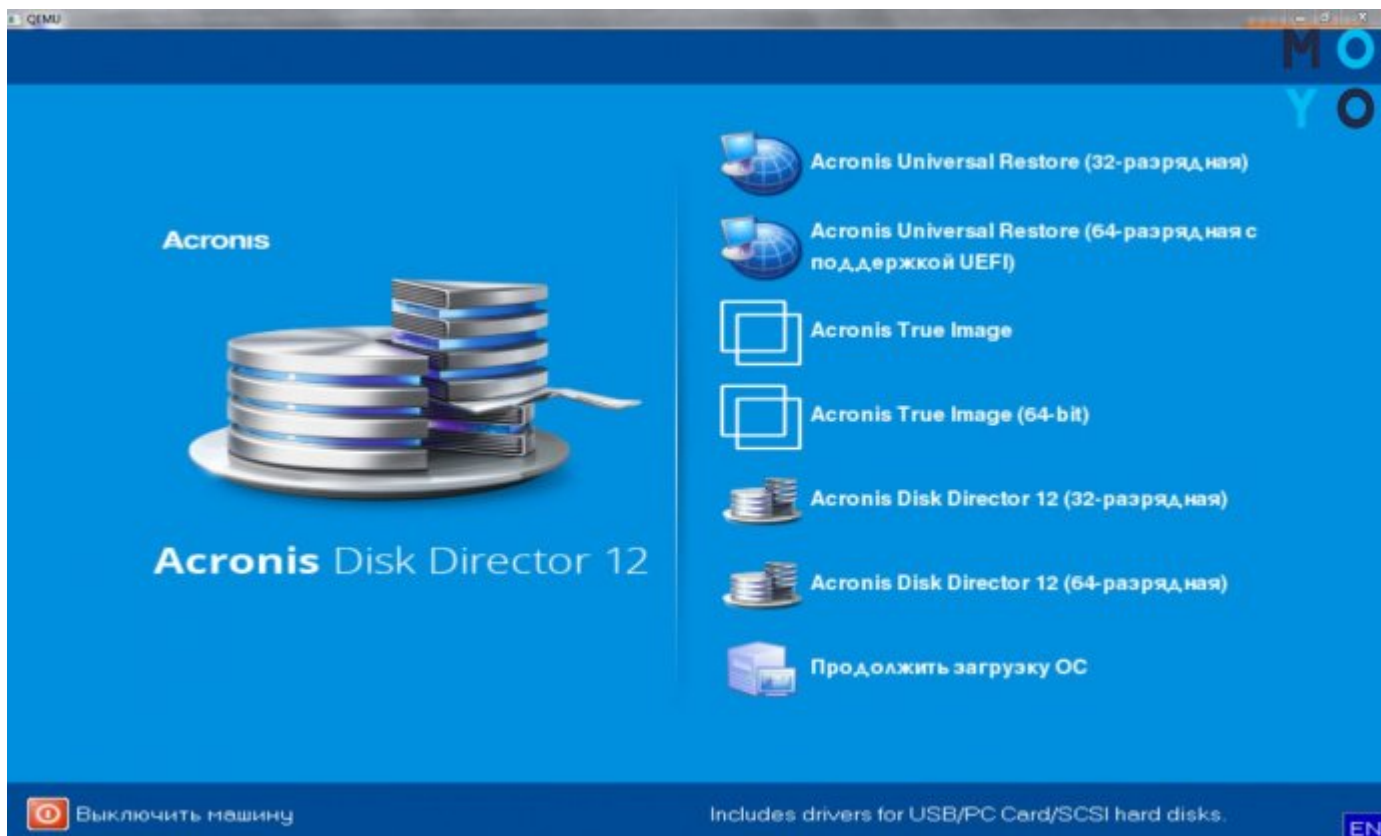 QEMU
MO
YO
Acronis
Acronis Disk Director 12
Acronis Universal Restore (32-разрядная)
Acronis Universal Restore (64-разрядная с
поддержкой UEFI)
Acronis True Image
Acronis True Image (64-bit)
Acronis Disk Director 12 (32-разрядная)
Acronis Disk Director 12 (64-разрядная)
Продолжить загрузку ОС
Выключить машину
Includes drivers for USB/PC Card/SCSI hard disks.
EN